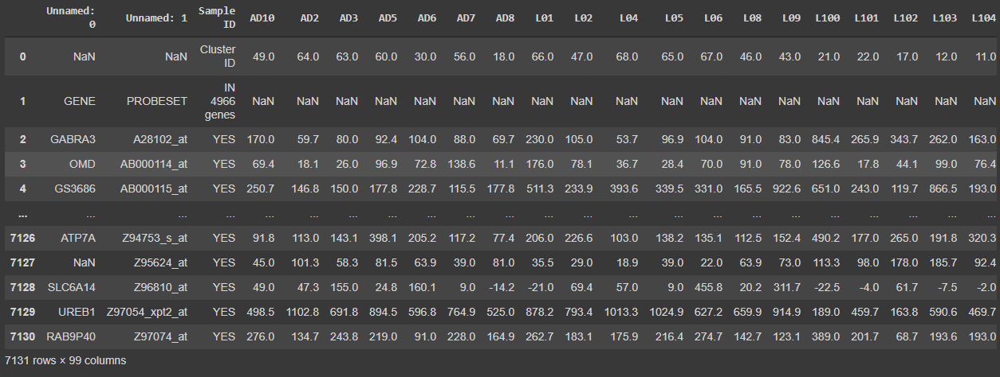 Unnamed: 0 Unnamed: 1 Sample ID AD10 AD2 AD3 AD5 AD6 AD7 AD8 L01 L02 L04 L05 L06 L08 L09 L100 L101 L102 L103 L104
0 NaN NaN Cluster ID 49.0 64.0 63.0 60.0 30.0 56.0 18.0 66.0 47.0 68.0 65.0 67.0 46.0 43.0 21.0 22.0 17.0 12.0 11.0
1 GENE PROBESET IN 4966 genes NaN NaN NaN NaN NaN NaN NaN NaN NaN NaN NaN NaN NaN NaN NaN NaN NaN NaN NaN
2 GABRA3 A28102_at YES 170.0 59.7 80.0 92.4 104.0 88.0 69.7 230.0 105.0 53.7 96.9 104.0 91.0 83.0 845.4 265.9 343.7 262.0 163.0
3 OMD AB000114_at YES 69.4 18.1 26.0 96.9 72.8 138.6 11.1 176.0 78.1 36.7 28.4 70.0 91.0 78.0 126.6 17.8 44.1 99.0 76.4
4 GS3686 AB000115_at YES 250.7 146.8 150.0 177.8 228.7 115.5 177.8 511.3 233.9 393.6 339.5 331.0 165.5 922.6 651.0 243.0 119.7 866.5 193.0
... ... ... ... ... ... ... ... ... ... ... ... ... ... ... ... ... ... ... ... ... ... ... ...
7126 ATP7A Z94753_s_at YES 91.8 113.0 143.1 398.1 205.2 117.2 77.4 206.0 226.6 103.0 138.2 135.1 112.5 152.4 490.2 177.0 265.0 191.8 320.3
7127 NaN Z95624_at YES 45.0 101.3 58.3 81.5 63.9 39.0 81.0 35.5 29.0 18.9 39.0 22.0 63.9 73.0 113.3 98.0 178.0 185.7 92.4
7128 SLC6A14 Z96810_at YES 49.0 47.3 155.0 24.8 160.1 9.0 -14.2 -21.0 69.4 57.0 9.0 455.8 20.2 311.7 -22.5 -4.0 61.7 -7.5 -2.0
7129 UREB1 Z97054_xpt2_at YES 498.5 1102.8 691.8 894.5 596.8 764.9 525.0 878.2 793.4 1013.3 1024.9 627.2 659.9 914.9 189.0 459.7 163.8 590.6 469.7
7130 RAB9P40 Z97074_at YES 276.0 134.7 243.8 219.0 91.0 228.0 164.9 262.7 183.1 175.9 216.4 274.7 142.7 123.1 389.0 201.7 68.7 193.6 193.0
7131 rows × 99 columns